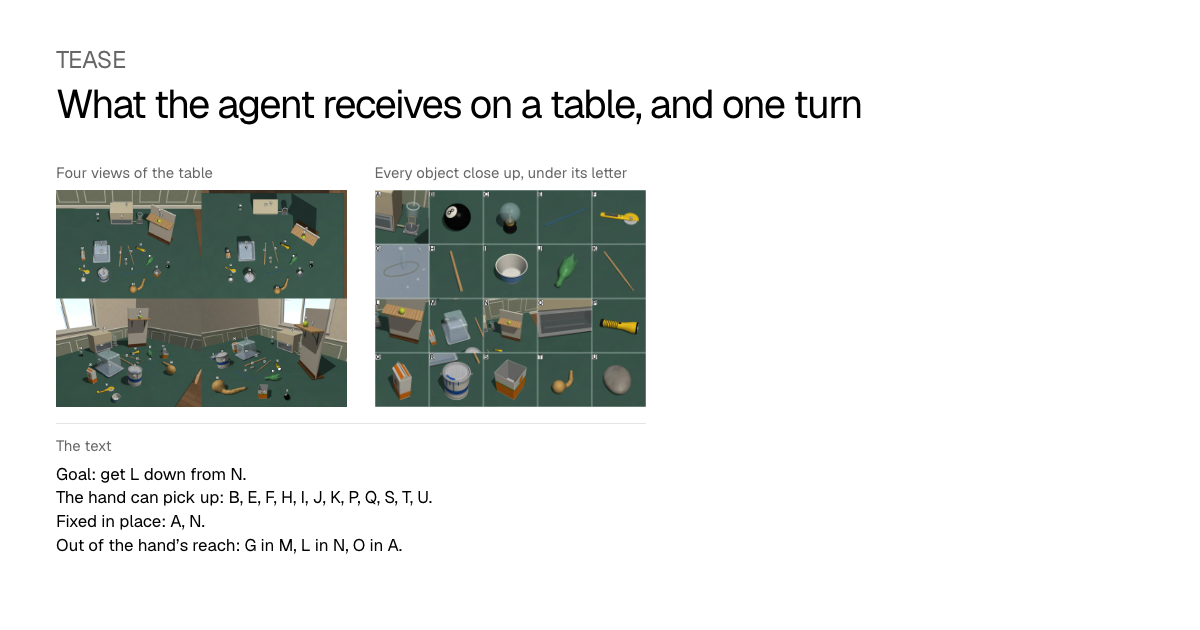 TEASE
What the agent receives on a table, and one turn
Four views of the table
Every object close up, under its letter
The text
Goal: get L down from N.
The hand can pick up: B, E, F, H, I, J, K, P, Q, S, T, U.
Fixed in place: A, N.
Out of the hand’s reach: G in M, L in N, O in A.